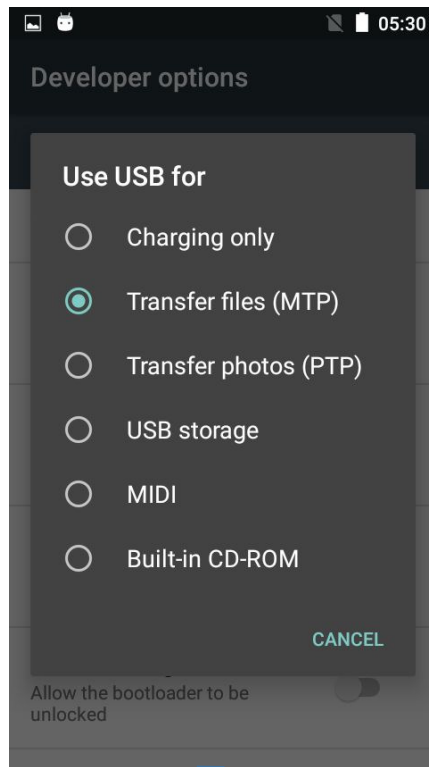 05:30
Developer options
Use USB for
Charging only
Transfer files (MTP)
Transfer photos (PTP)
USB storage
MIDI
Built-in CD-ROM
CANCEL
Allow the bootloader to be
unlocked